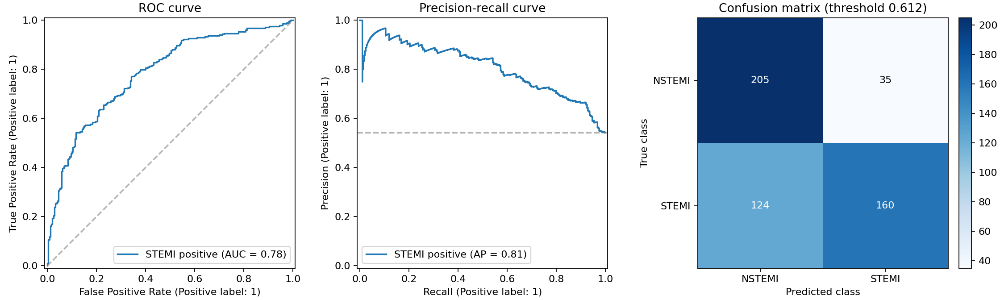 ROC curve
True Positive Rate (Positive label: 1)
1.0
0.8
0.6
0.4
0.2
0.0
STEMI positive (AUC = 0.78)
0.0 0.2 0.4 0.6 0.8 1.0
False Positive Rate (Positive label: 1)
Precision-recall curve
Precision (Positive label: 1)
1.0
0.8
0.6
0.4
0.2
0.0
STEMI positive (AP = 0.81)
0.0 0.2 0.4 0.6 0.8 1.0
Recall (Positive label: 1)
Confusion matrix (threshold 0.612)
True class
NSTEMI 205 35
STEMI 124 160
NSTEMI STEMI
Predicted class
200
180
160
140
120
100
80
60
40